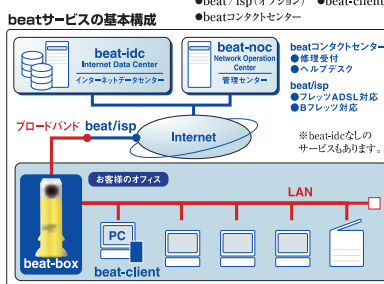 ●beat/isp(オプション) ●beat-client
beatサービスの基本構成
●beatコンタクトセンター
beat-idc
Internet Data Center
インターネットデータセンター
beat-noc
Network Operation
Center
管理センター
beatコンタクトセンター
●修理受付
●ヘルプデスク
beat/isp
●フレッツADSL対応
●Bフレッツ対応
ブロードバンド beat/isp
Internet
※beat-idcなしの
サービスもあります。
お客様のオフィス
LAN
PC
beat-box
beat-client